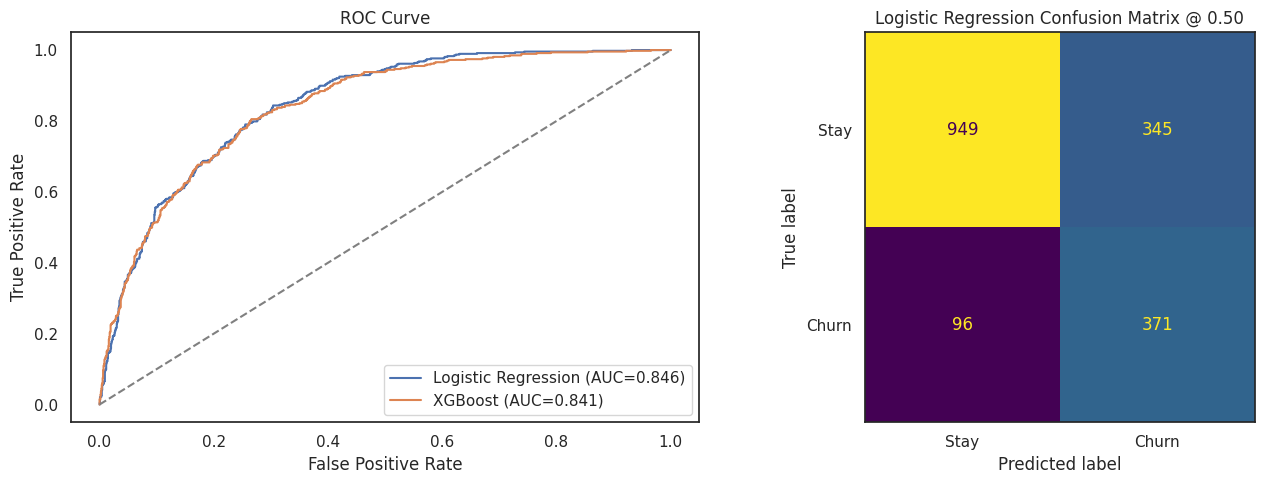 ROC Curve
1.0
0.8
0.6
0.4
0.2
0.0
True Positive Rate
Logistic Regression (AUC=0.846)
XGBoost (AUC=0.841)
0.0 0.2 0.4 0.6 0.8 1.0
False Positive Rate
Logistic Regression Confusion Matrix @ 0.50
True label
Stay 949 345
Churn 96 371
Stay Churn
Predicted label